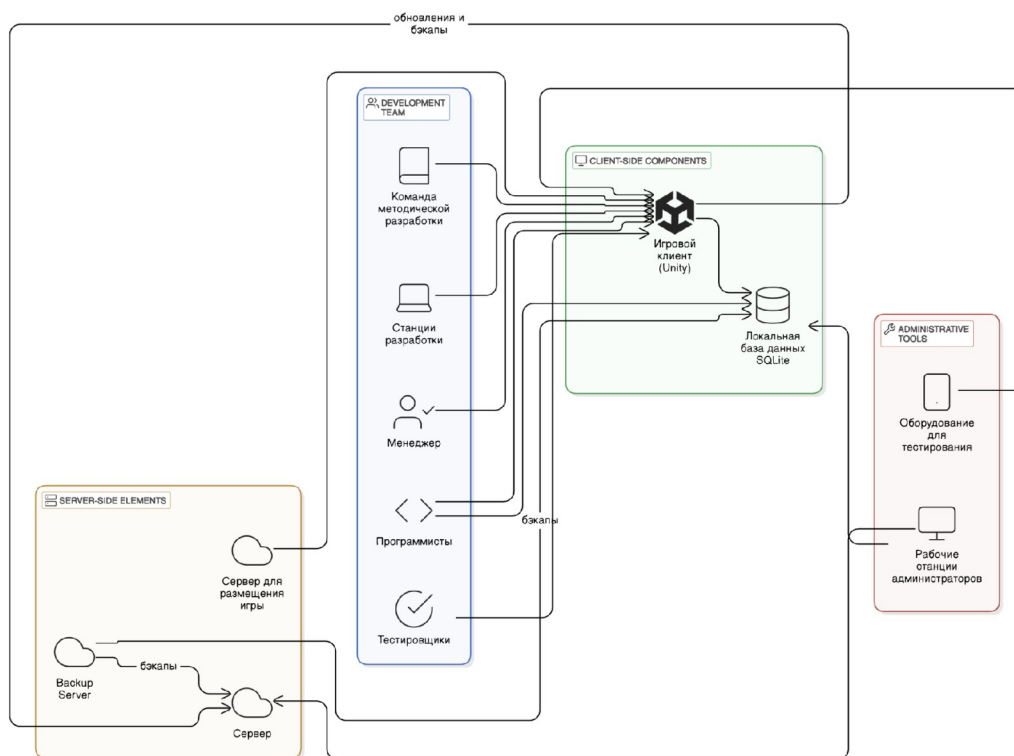 обновления и
бэкапы
DEVELOPMENT
TEAM
Команда
методической
разработки
Станции
разработки
Менеджер
Программисты
Тестировщики
CLIENT-SIDE COMPONENTS
Игровой
клиент
(Unity)
Локальная
база данных
SQLite
ADMINISTRATIVE
TOOLS
Оборудование
для
тестирования
Рабочие
станции
администраторов
бэкапы
SERVER-SIDE ELEMENTS
Сервер для
размещения
игры
бэкапы
Backup
Server
Сервер